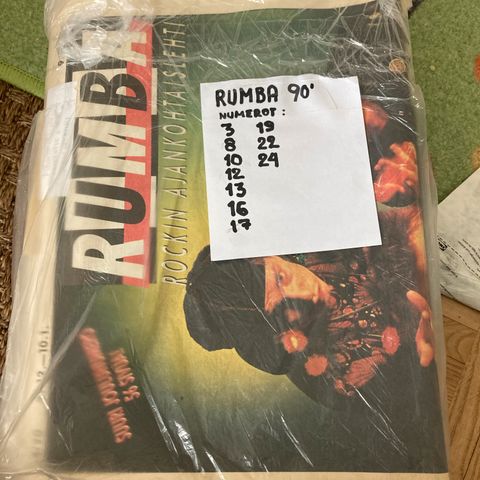 RUMBA
ROCKIN AJANKOHTAISLEHTI
RUMBA 90'
NUMEROT:
3 19
8 22
10 24
12
13
16
17